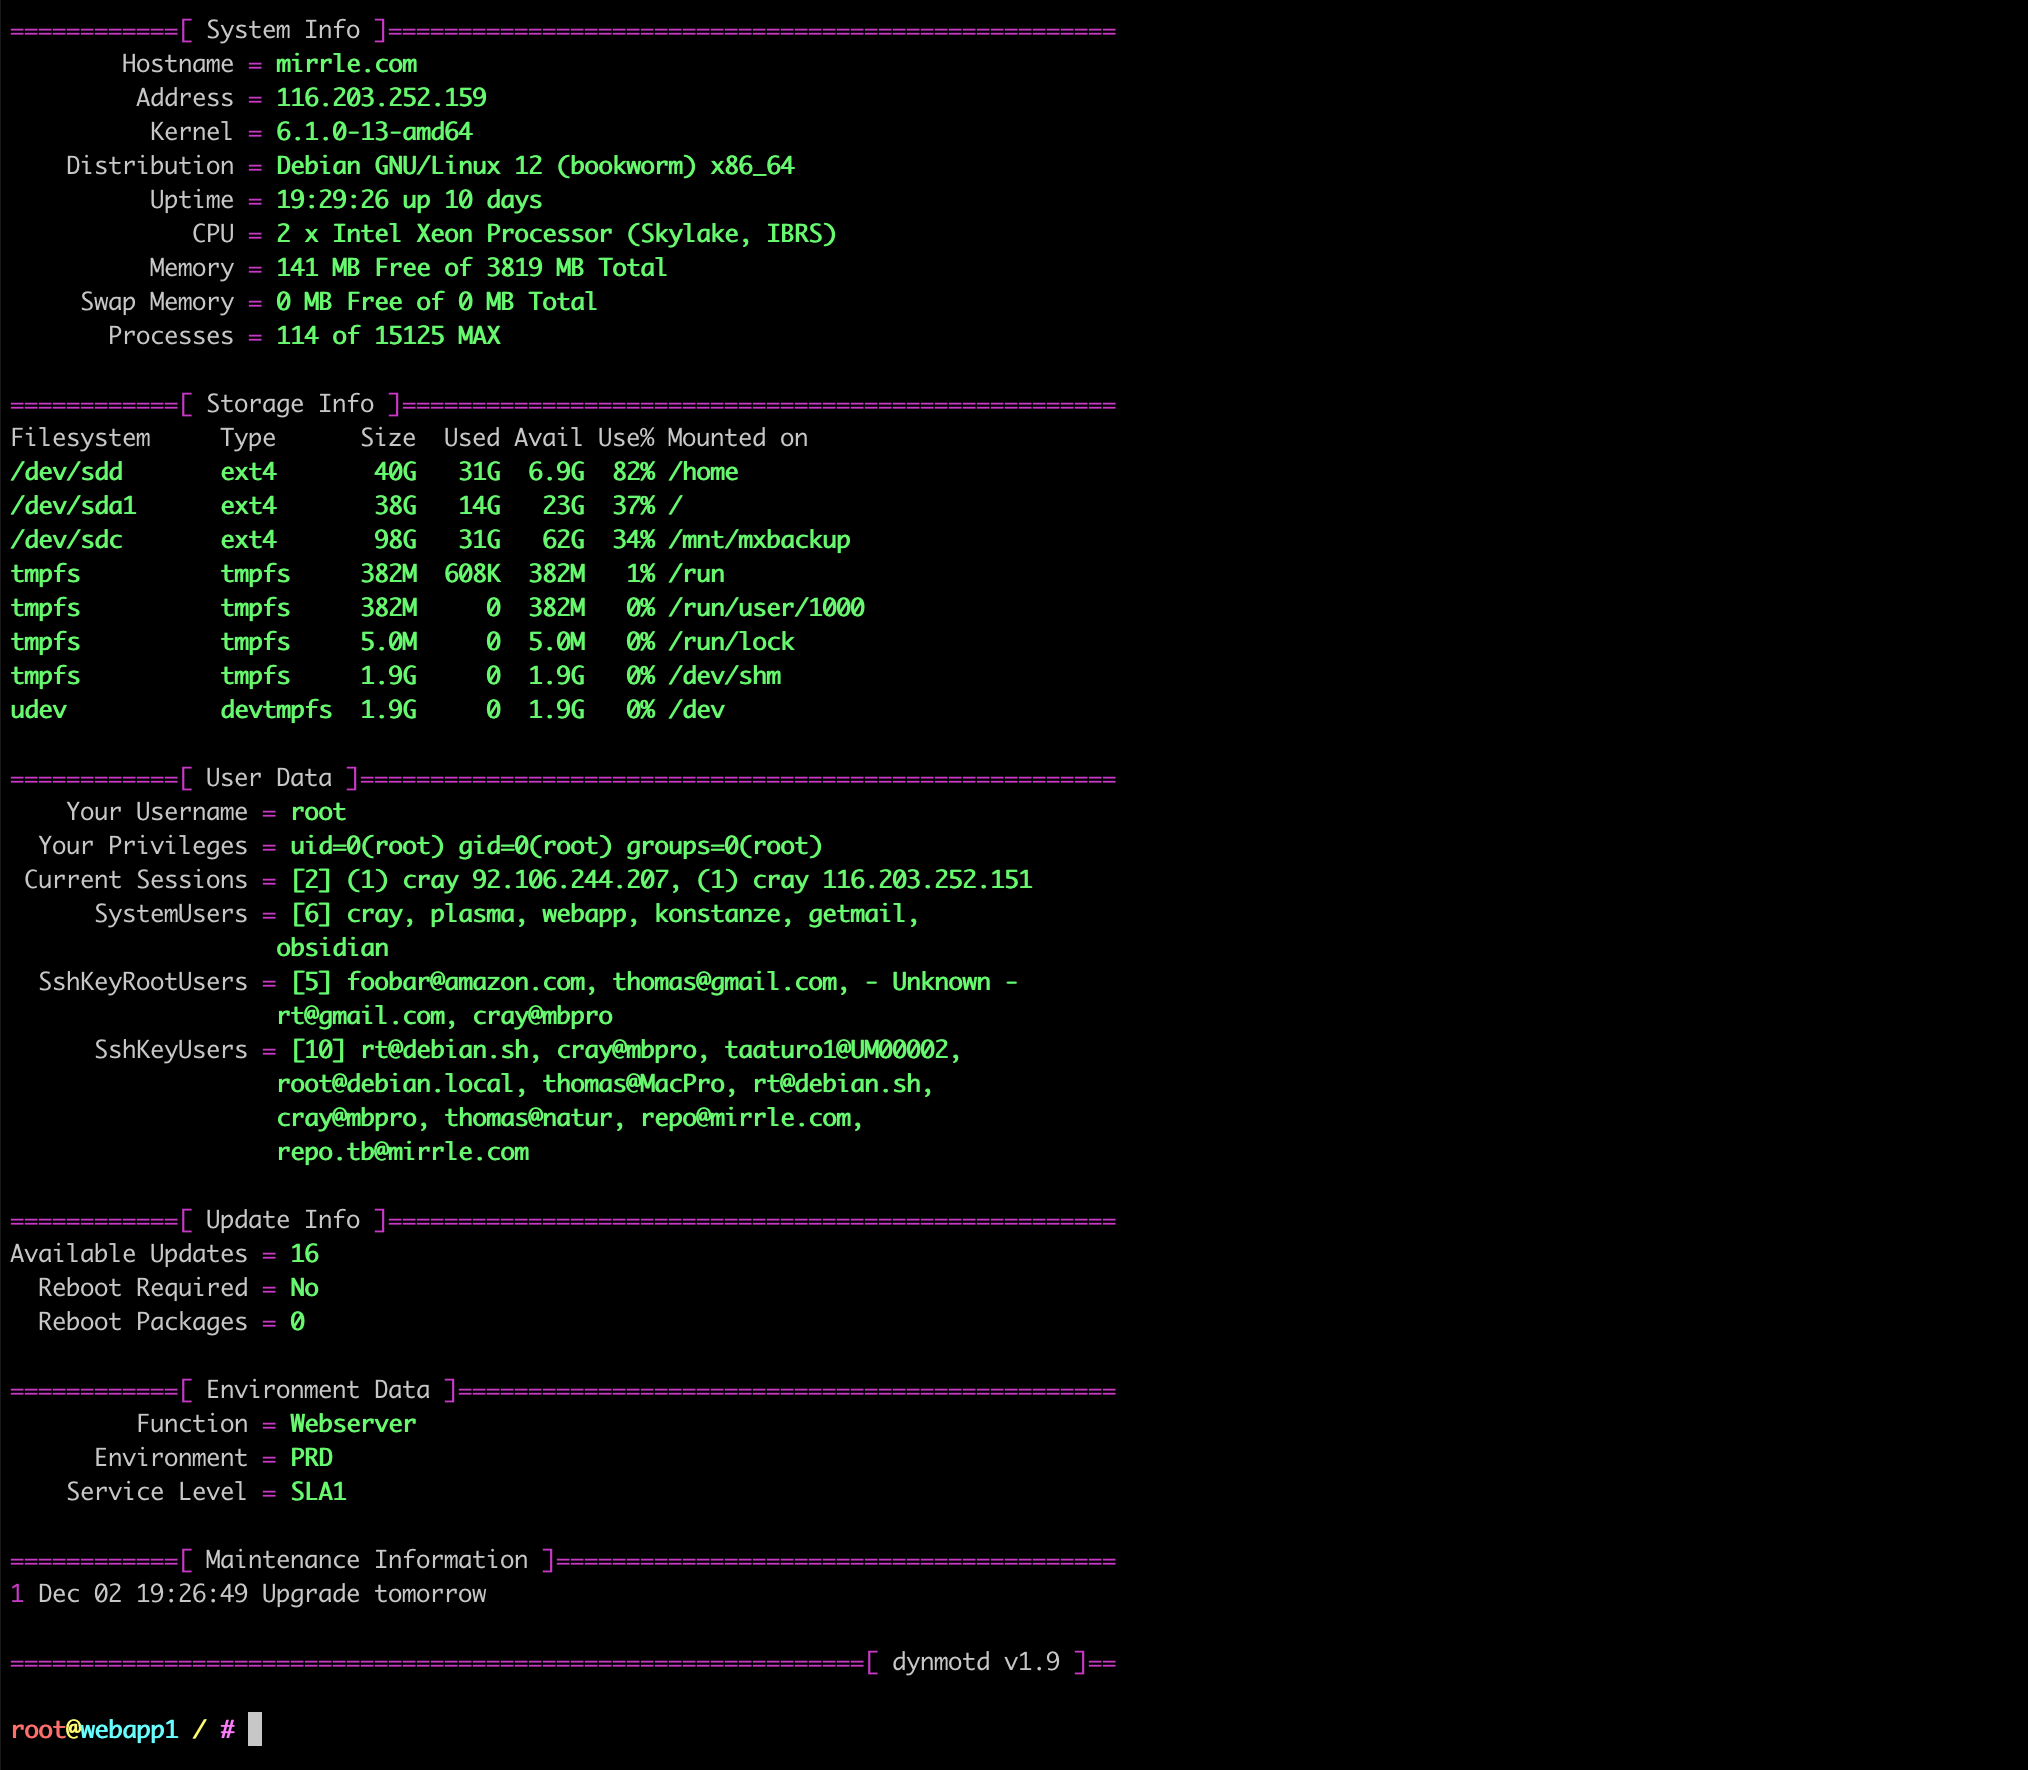 ============[ System Info ]====================================================
Hostname = mirrle.com
Address = 116.203.252.159
Kernel = 6.1.0-13-amd64
Distribution = Debian GNU/Linux 12 (bookworm) x86_64
Uptime = 19:29:26 up 10 days
CPU = 2 x Intel Xeon Processor (Skylake, IBRS)
Memory = 141 MB Free of 3819 MB Total
Swap Memory = 0 MB Free of 0 MB Total
Processes = 114 of 15125 MAX
============[ Storage Info ]===================================================
Filesystem     Type      Size  Used Avail Use% Mounted on
/dev/sdd       ext4       40G   31G  6.9G  82% /home
/dev/sda1      ext4       38G   14G   23G  37% /
/dev/sdc       ext4       98G   31G   62G  34% /mnt/mxbackup
tmpfs          tmpfs     382M  608K  382M   1% /run
tmpfs          tmpfs     382M     0  382M   0% /run/user/1000
tmpfs          tmpfs     5.0M     0  5.0M   0% /run/lock
tmpfs          tmpfs     1.9G     0  1.9G   0% /dev/shm
udev           devtmpfs  1.9G     0  1.9G   0% /dev
============[ User Data ]======================================================
Your Username = root
Your Privileges = uid=0(root) gid=0(root) groups=0(root)
Current Sessions = [2] (1) cray 92.106.244.207, (1) cray 116.203.252.151
SystemUsers = [6] cray, plasma, webapp, konstanze, getmail,
obsidian
SshKeyRootUsers = [5] foobar@amazon.com, thomas@gmail.com, - Unknown -
rt@gmail.com, cray@mbpro
SshKeyUsers = [10] rt@debian.sh, cray@mbpro, taaturo1@UM00002,
root@debian.local, thomas@MacPro, rt@debian.sh,
cray@mbpro, thomas@natur, repo@mirrle.com,
repo.tb@mirrle.com
============[ Update Info ]====================================================
Available Updates = 16
Reboot Required = No
Reboot Packages = 0
============[ Environment Data ]===============================================
Function = Webserver
Environment = PRD
Service Level = SLA1
============[ Maintenance Information ]========================================
1 Dec 02 19:26:49 Upgrade tomorrow
=============================================================[ dynmotd v1.9 ]==
root@webapp1 / #